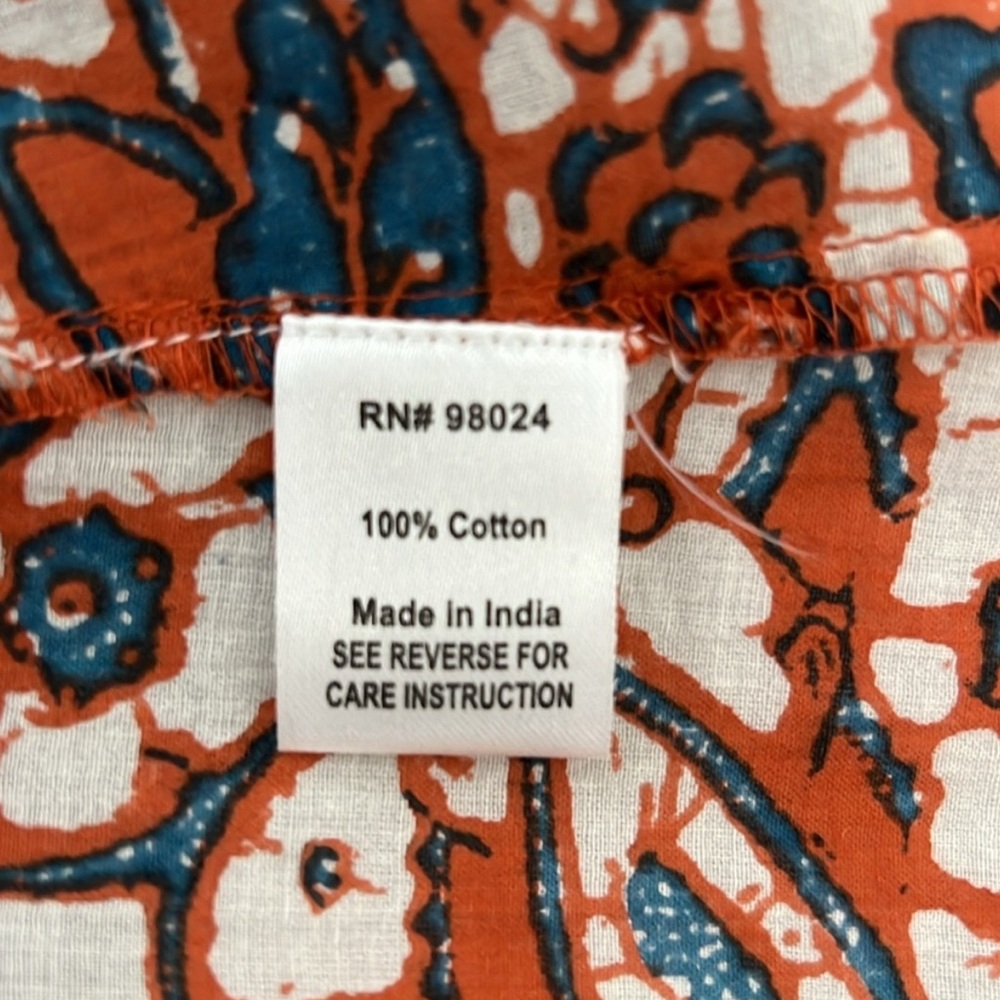 RN# 98024
100% Cotton
Made in India
SEE REVERSE FOR
CARE INSTRUCTION